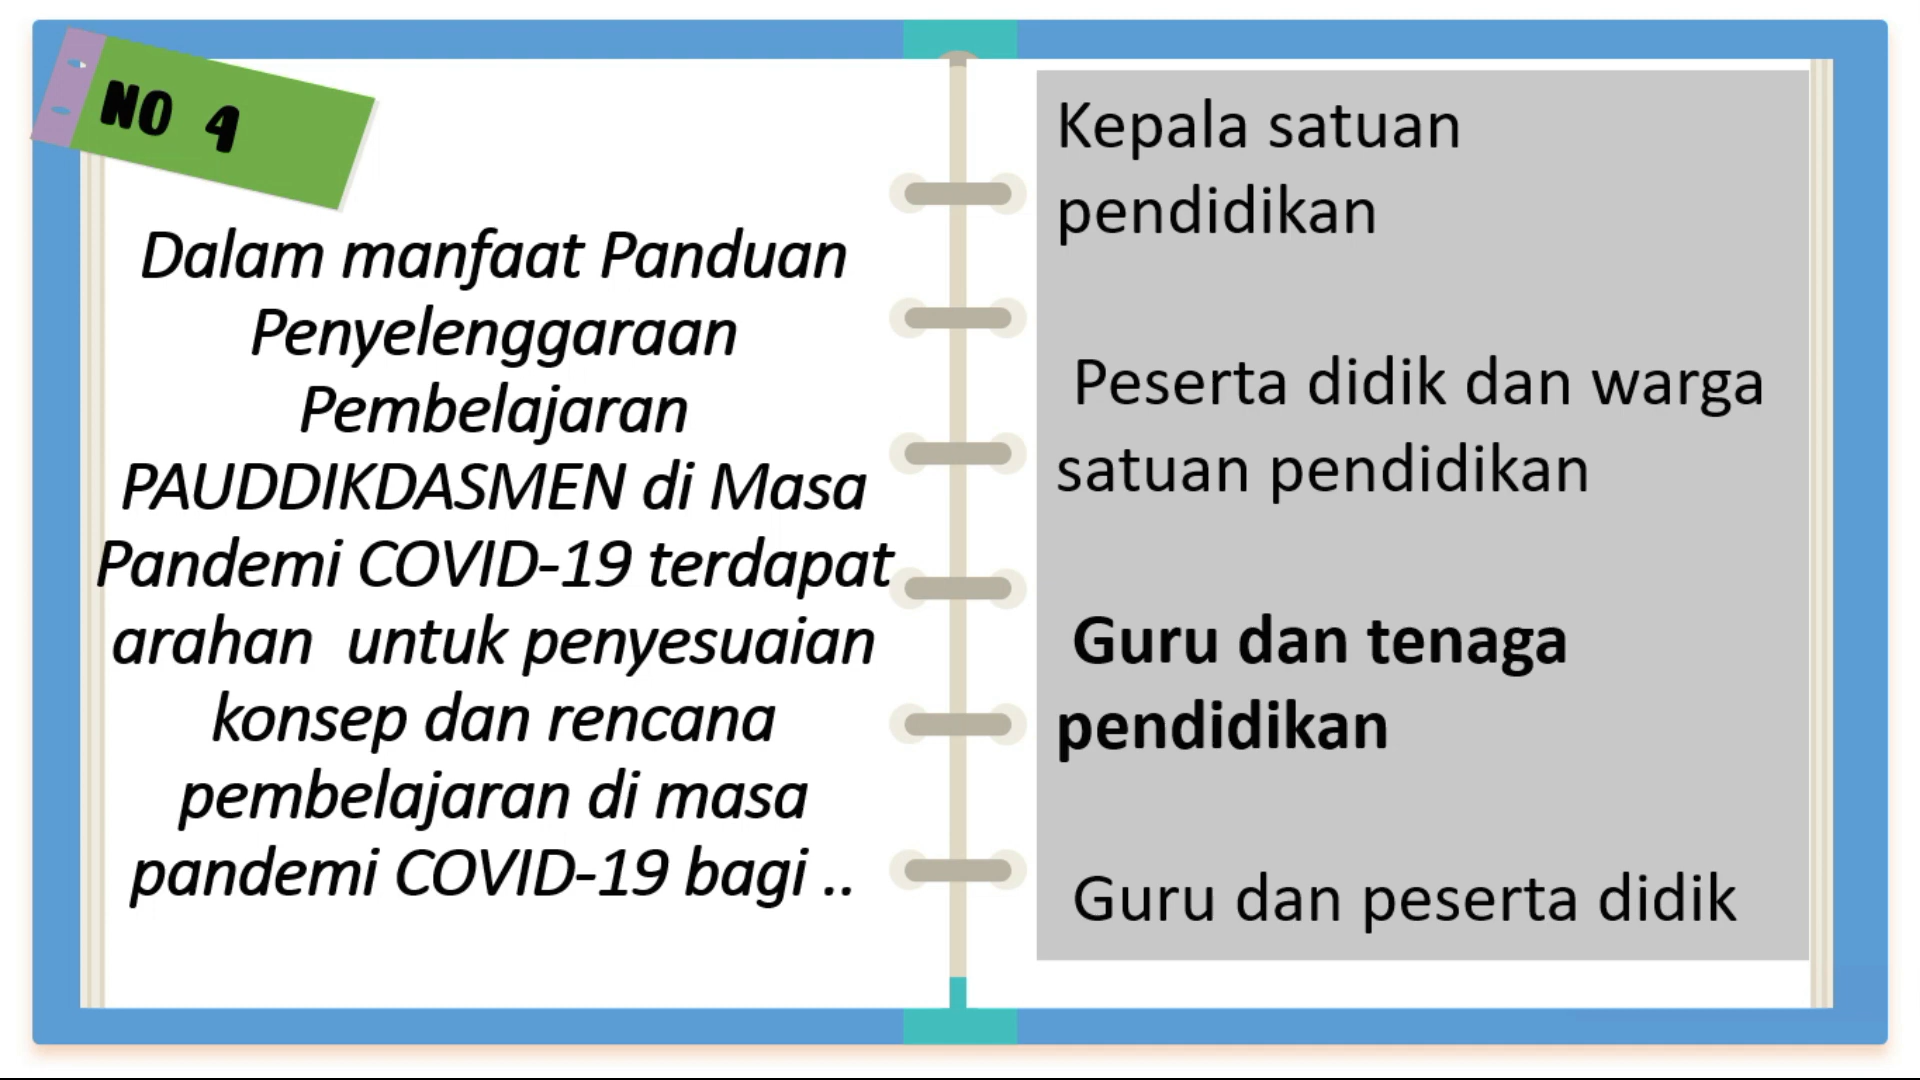 NO 4
Dalam manfaat Panduan
Penyelenggaraan
Pembelajaran
PAUDDIKDASMEN di Masa
Pandemi COVID-19 terdapat
arahan  untuk penyesuaian
konsep dan rencana
pembelajaran di masa
pandemi COVID-19 bagi ..
Kepala satuan
pendidikan
Peserta didik dan warga
satuan pendidikan
Guru dan tenaga
pendidikan
Guru dan peserta didik